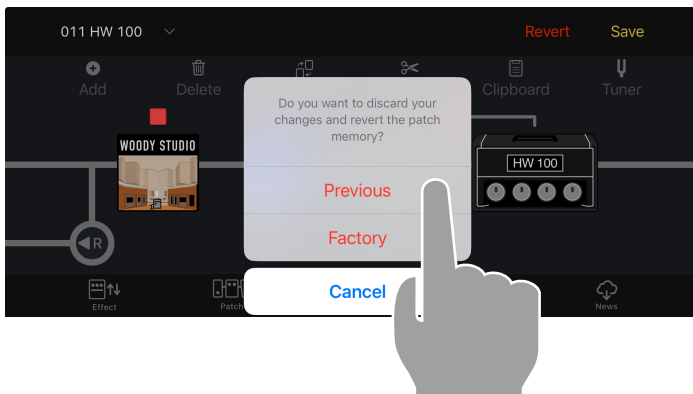 011 HW 100
Revert
Save
Add
Delete
Clipboard
Tuner
Do you want to discard your
changes and revert the patch
memory?
WOODY STUDIO
HW 100
Previous
R
Factory
Cancel
Effect
Patch
News